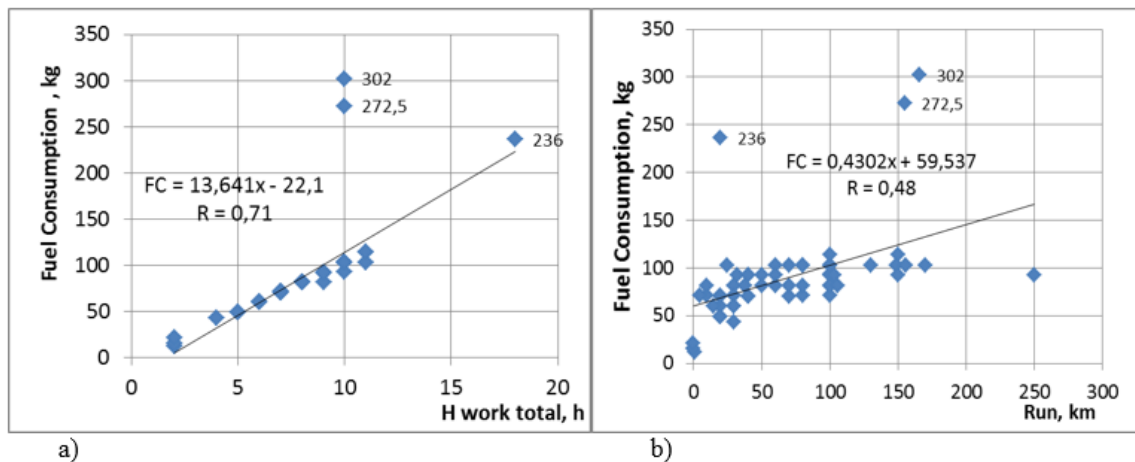 Fuel Consumption , kg
350
300
250
200
150
100
50
0
302
272,5
236
FC = 13,641x - 22,1
R = 0,71
0 5 10 15 20
H work total, h
a)
Fuel Consumption, kg
350
300
250
200
150
100
50
0
302
272,5
236
FC = 0,4302x + 59,537
R = 0,48
0 50 100 150 200 250 300
Run, km
b)